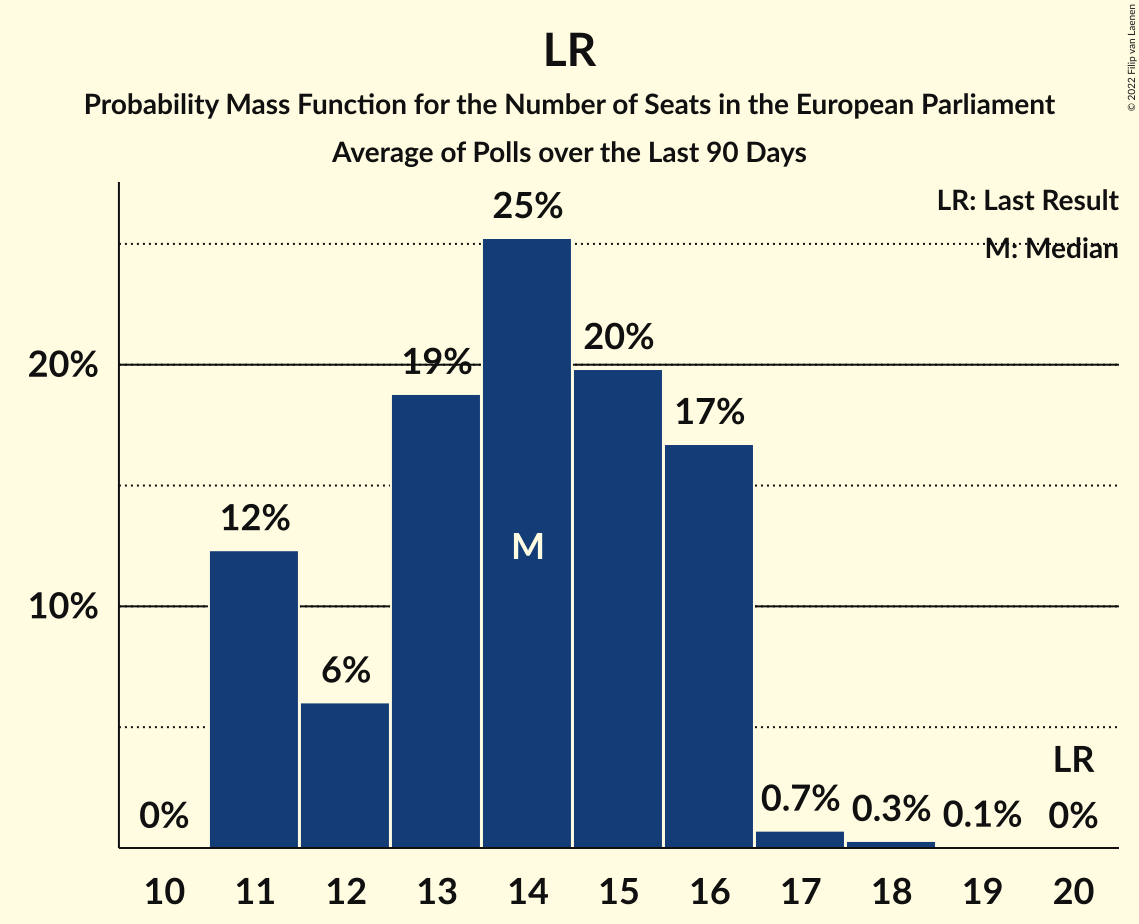 LR
Probability Mass Function for the Number of Seats in the European Parliament
Average of Polls over the Last 90 Days
© 2022 Filip van Laenen
LR: Last Result
M: Median
25%
20%
19%
20%
17%
12%
M
10%
6%
LR
0%
0.7%
0.3%
0.1%
0%
10 11 12 13 14 15 16 17 18 19 20